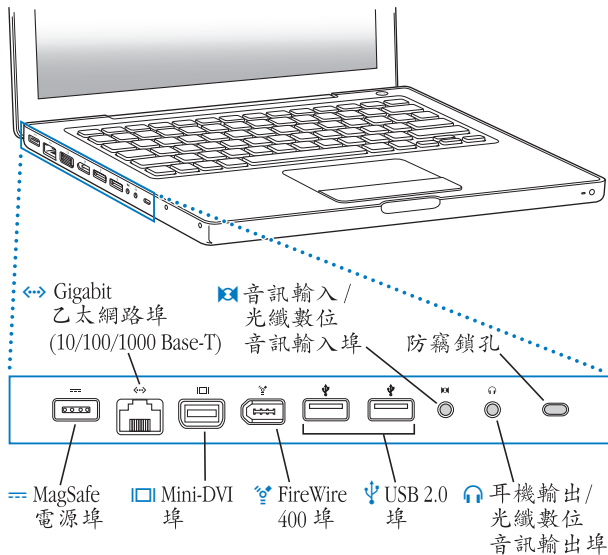 Gigabit
乙太網路埠
(10/100/1000 Base-T)
音訊輸入/
光纖數位
音訊輸入埠
防竊鎖孔
MagSafe
電源埠
Mini-DVI
埠
FireWire
400 埠
USB 2.0
埠
耳機輸出/
光纖數位
音訊輸出埠